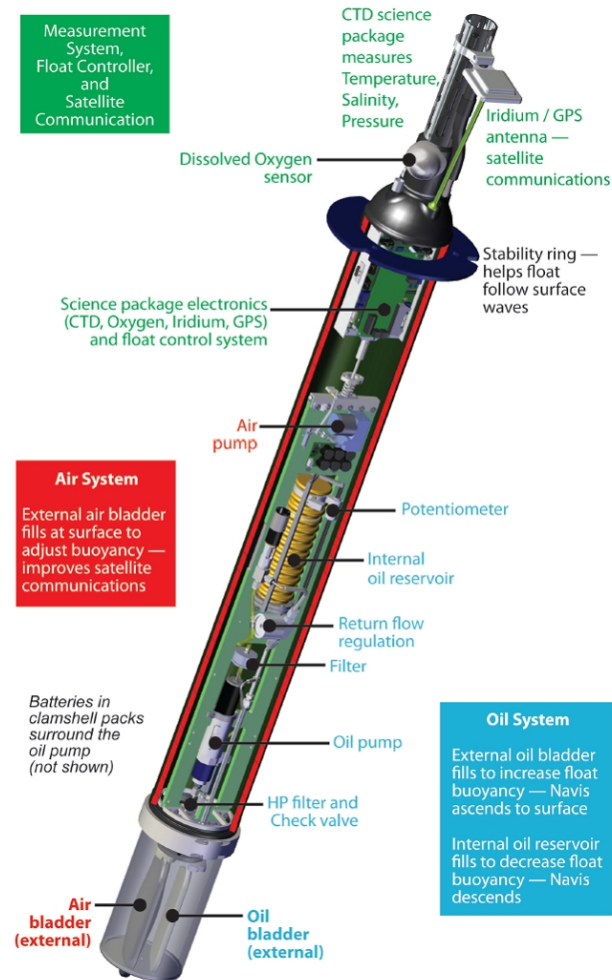 Measurement
System,
Float Controller,
and
Satellite
Communication
CTD science
package
measures
Temperature,
Salinity,
Pressure
Iridium / GPS
antenna —
satellite
communications
Dissolved Oxygen
sensor
Stability ring —
helps float
follow surface
waves
Science package electronics
(CTD, Oxygen, Iridium, GPS)
and float control system
Air
pump
Air System
External air bladder
fills at surface to
adjust buoyancy —
improves satellite
communications
Potentiometer
Internal
oil reservoir
Return flow
regulation
Filter
Batteries in
clamshell packs
surround the
oil pump
(not shown)
Oil pump
HP filter and
Check valve
Oil System
External oil bladder
fills to increase float
buoyancy — Navis
ascends to surface
Internal oil reservoir
fills to decrease float
buoyancy — Navis
descends
Air
bladder
(external)
Oil
bladder
(external)